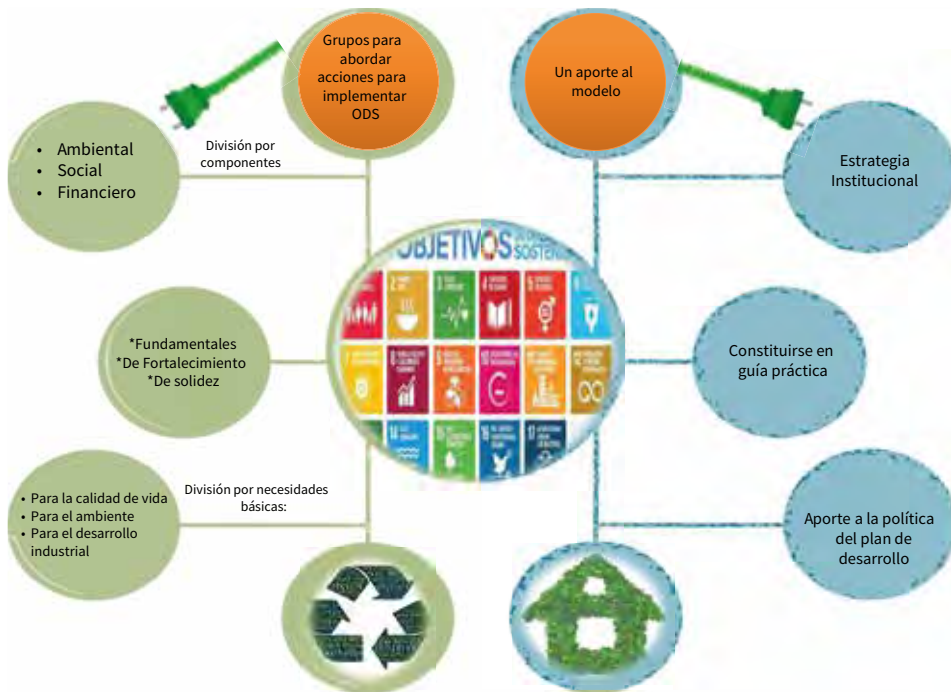 Grupos para
abordar
acciones para
implementar
ODS
Un aporte al
modelo
• Ambiental
• Social
• Financiero
División por
componentes
Estrategia
Institucional
OBJETIVOS
*Fundamentales
*De Fortalecimiento
*De solidez
Constituirse en
guía práctica
• Para la calidad de vida
• Para el ambiente
• Para el desarrollo
industrial
División por necesidades
básicas:
Aporte a la política
del plan de
desarrollo